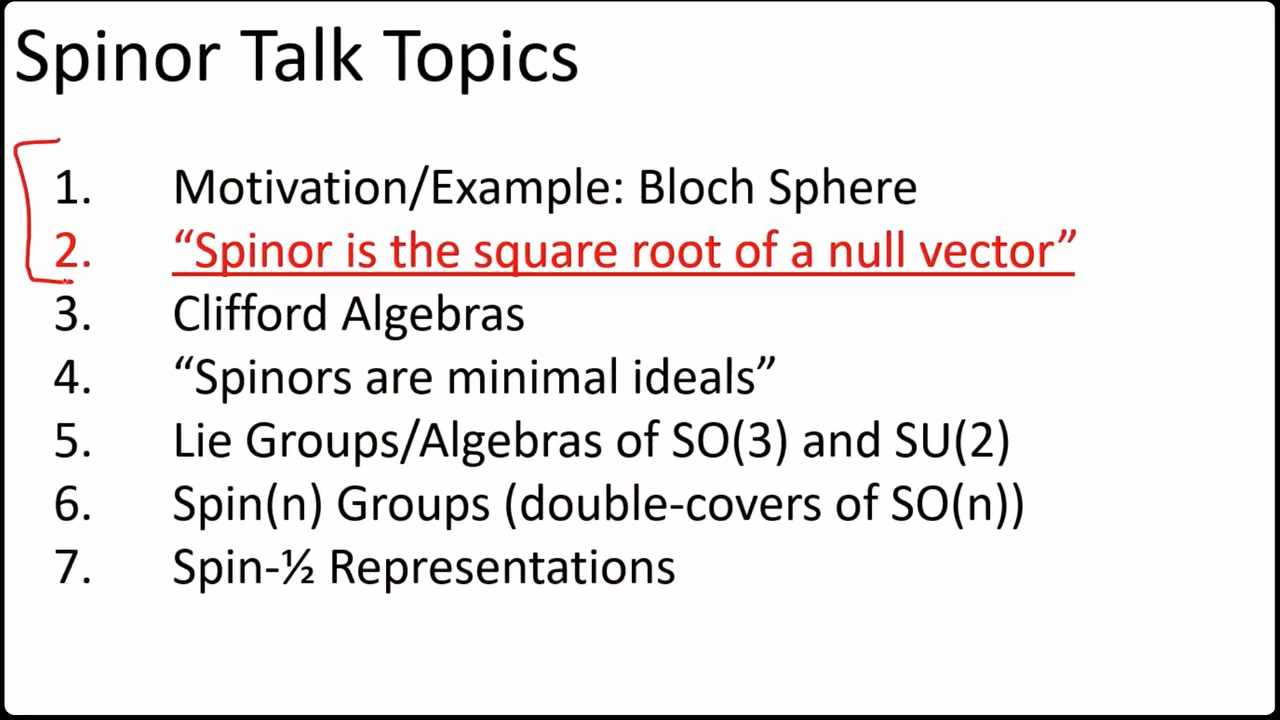 Spinor Talk Topics
1. Motivation/Example: Bloch Sphere
2. “Spinor is the square root of a null vector”
3. Clifford Algebras
4. “Spinors are minimal ideals”
5. Lie Groups/Algebras of SO(3) and SU(2)
6. Spin(n) Groups (double-covers of SO(n))
7. Spin-½ Representations